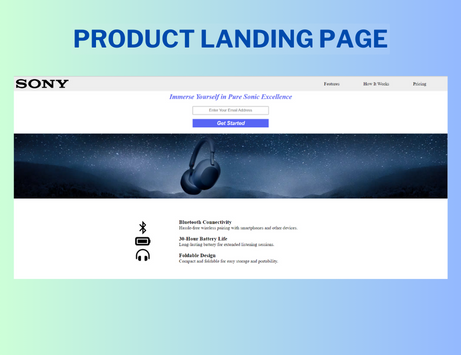 PRODUCT LANDING PAGE
SONY
Features How It Works Pricing
Immerse Yourself in Pure Sonic Excellence
Enter Your Email Address
Get Started
Bluetooth Connectivity
Hassle-free wireless pairing with smartphones and other devices.
30-Hour Battery Life
Long-lasting battery for extended listening sessions.
Foldable Design
Compact and foldable for easy storage and portability.